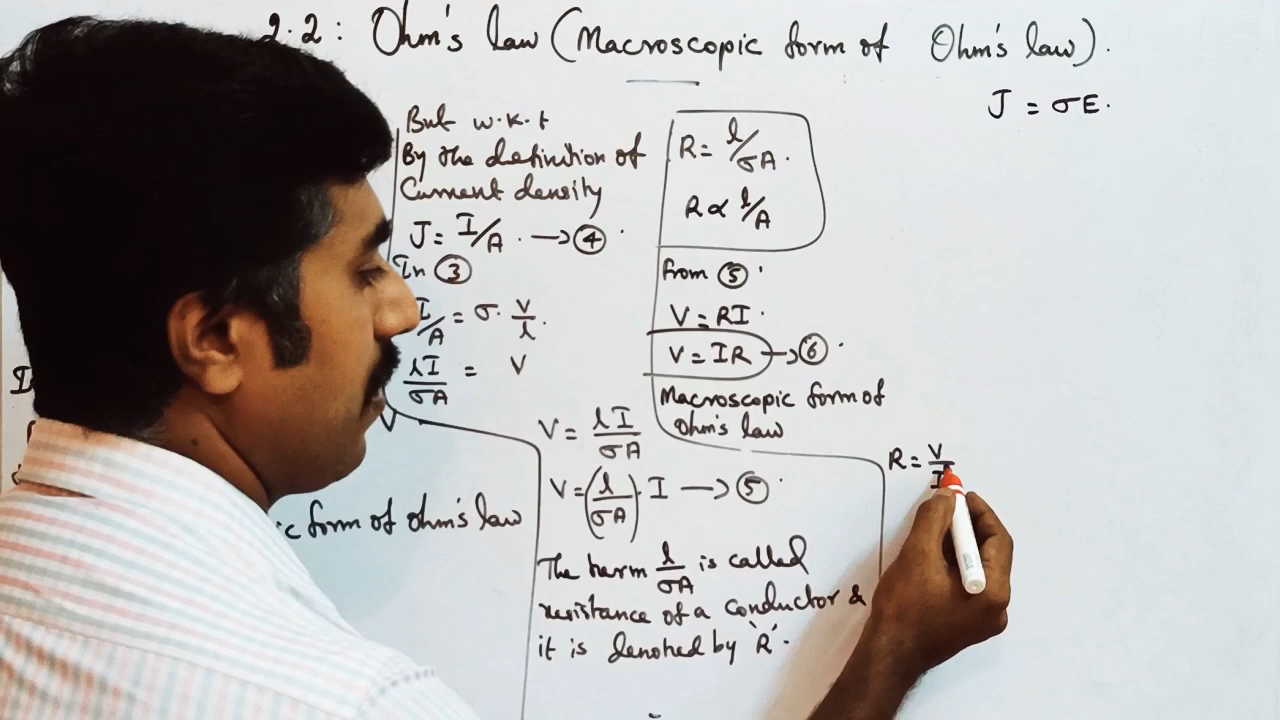 2.2: Ohm's law (Macroscopic form of Ohm's law).
J = σE.
But w.k.t
By the definition of
Current density
J = I/A. → ④
In ③
I/A = σ. V/l.
lI/σA = V
c form of ohm's law
V = lI/σA
V = (l/σA). I → ⑤
The term l/σA is called
resistance of a conductor &
it is denoted by 'R'.
R = l/σA.
R ∝ l/A
From ⑤
V = RI.
V = IR → ⑥
Macroscopic form of
Ohm's law
R = V/I